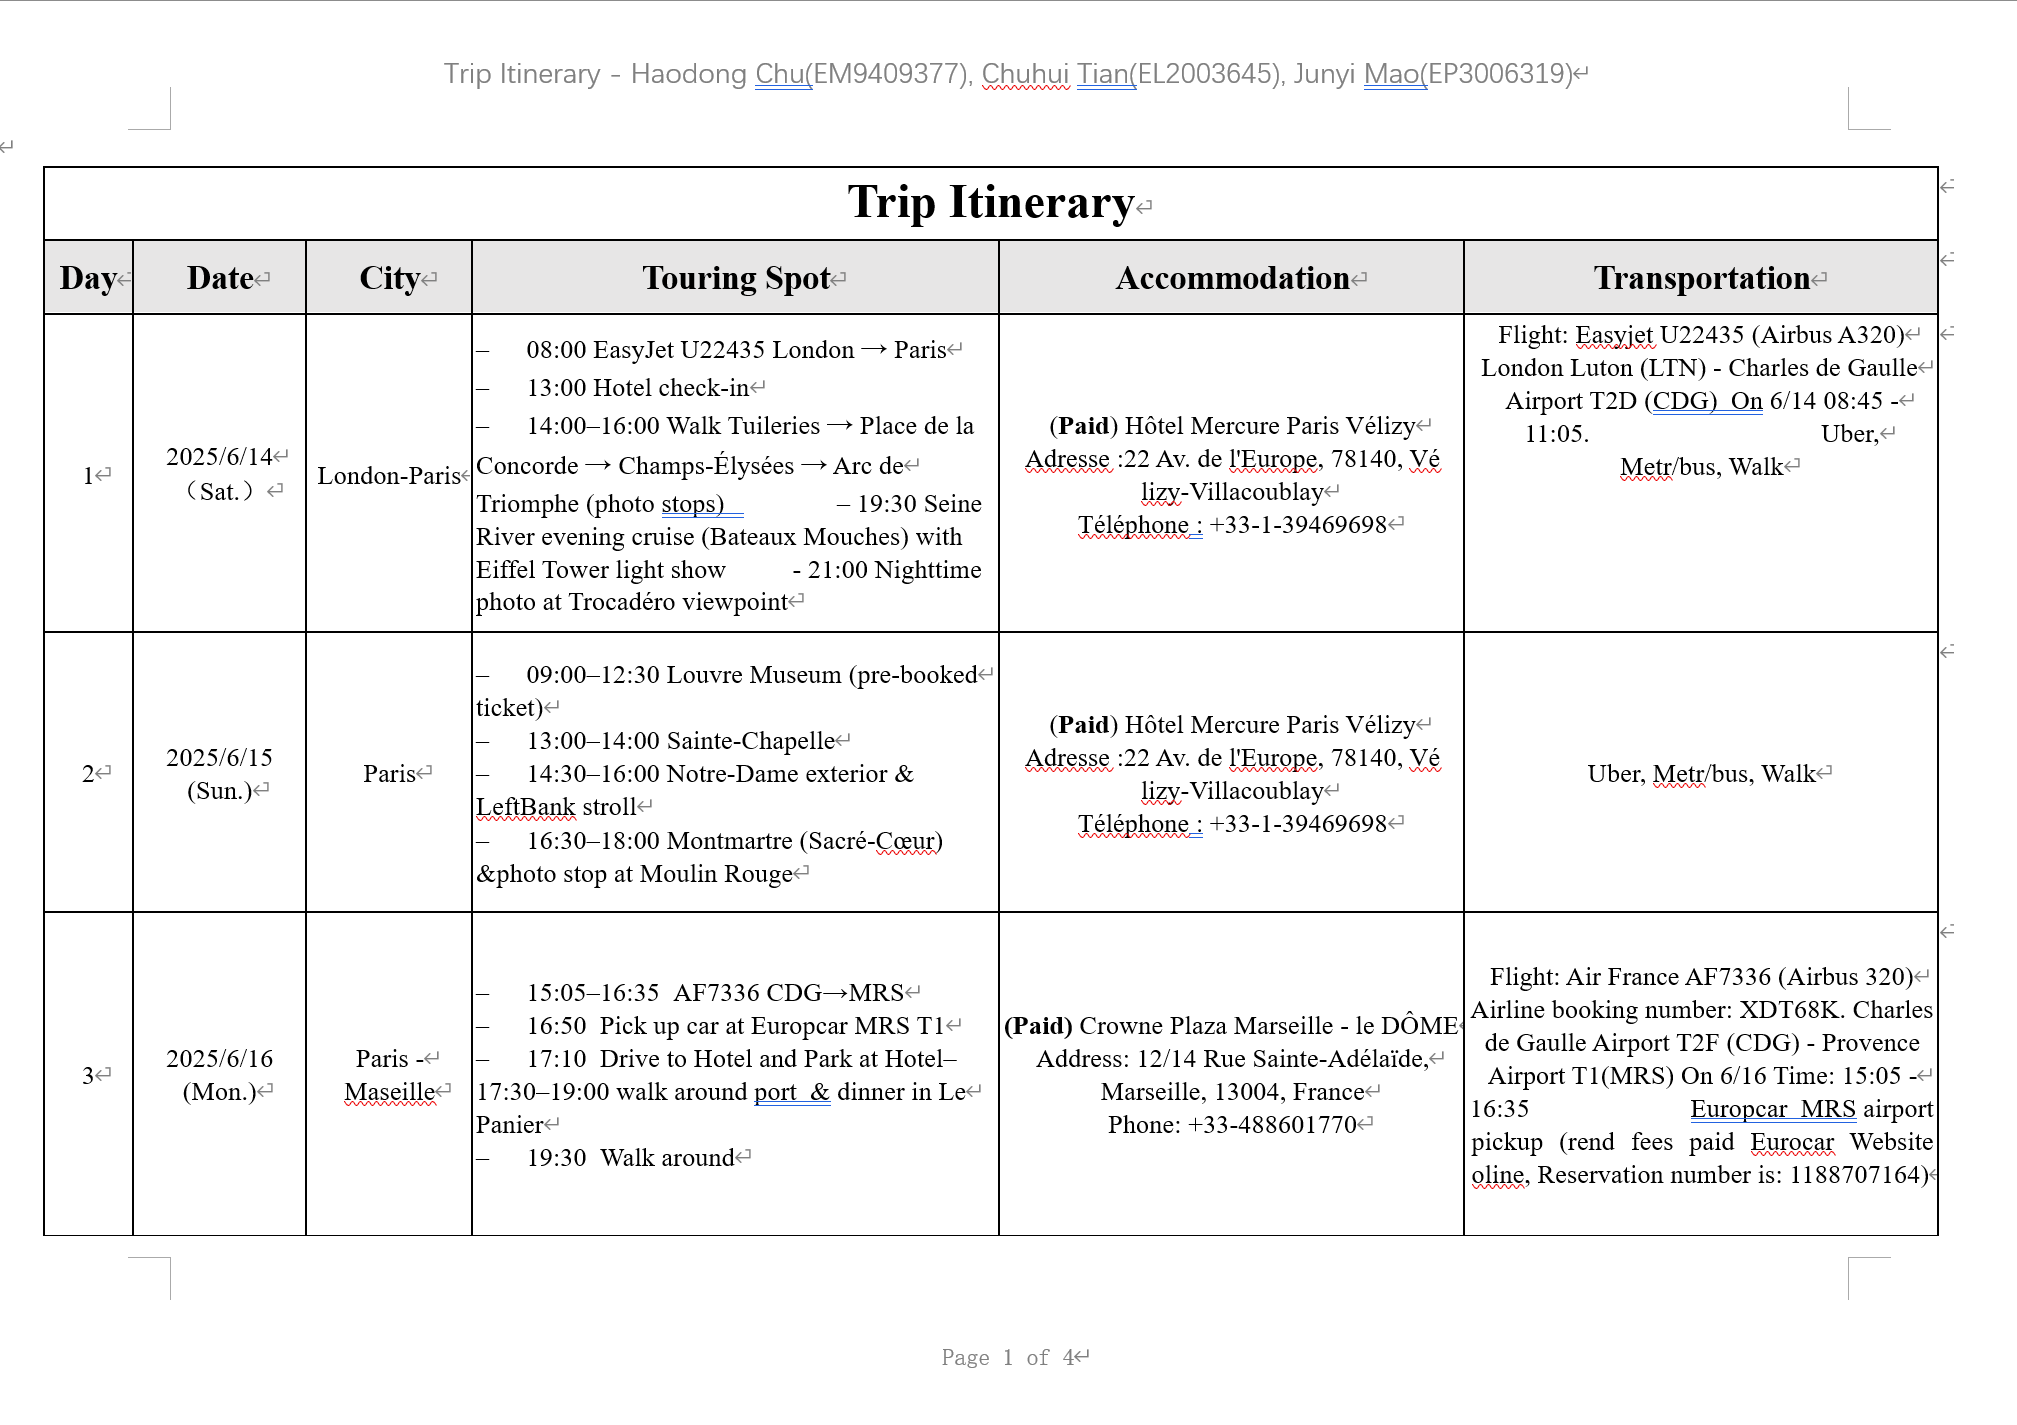 Trip Itinerary - Haodong Chu(EM9409377), Chuhui Tian(EL2003645), Junyi Mao(EP3006319)
Trip Itinerary
Day
Date
City
Touring Spot
Accommodation
Transportation
1
2025/6/14
（Sat.）
London-Paris
– 08:00 EasyJet U22435 London → Paris
– 13:00 Hotel check-in
– 14:00–16:00 Walk Tuileries → Place de la
Concorde → Champs-Élysées → Arc de
Triomphe (photo stops) – 19:30 Seine
River evening cruise (Bateaux Mouches) with
Eiffel Tower light show - 21:00 Nighttime
photo at Trocadéro viewpoint
(Paid) Hôtel Mercure Paris Vélizy
Adresse :22 Av. de l'Europe, 78140, Vé
lizy-Villacoublay
Téléphone : +33-1-39469698
Flight: Easyjet U22435 (Airbus A320)
London Luton (LTN) - Charles de Gaulle
Airport T2D (CDG) On 6/14 08:45 -
11:05. Uber,
Metr/bus, Walk
2
2025/6/15
(Sun.)
Paris
– 09:00–12:30 Louvre Museum (pre-booked
ticket)
– 13:00–14:00 Sainte-Chapelle
– 14:30–16:00 Notre-Dame exterior &
LeftBank stroll
– 16:30–18:00 Montmartre (Sacré-Cœur)
&photo stop at Moulin Rouge
(Paid) Hôtel Mercure Paris Vélizy
Adresse :22 Av. de l'Europe, 78140, Vé
lizy-Villacoublay
Téléphone : +33-1-39469698
Uber, Metr/bus, Walk
3
2025/6/16
(Mon.)
Paris -
Maseille
– 15:05–16:35 AF7336 CDG→MRS
– 16:50 Pick up car at Europcar MRS T1
– 17:10 Drive to Hotel and Park at Hotel–
17:30–19:00 walk around port & dinner in Le
Panier
– 19:30 Walk around
(Paid) Crowne Plaza Marseille - le DÔME
Address: 12/14 Rue Sainte-Adélaïde,
Marseille, 13004, France
Phone: +33-488601770
Flight: Air France AF7336 (Airbus 320)
Airline booking number: XDT68K. Charles
de Gaulle Airport T2F (CDG) - Provence
Airport T1(MRS) On 6/16 Time: 15:05 -
16:35 Europcar MRS airport
pickup (rend fees paid Eurocar Website
oline, Reservation number is: 1188707164)
Page 1 of 4